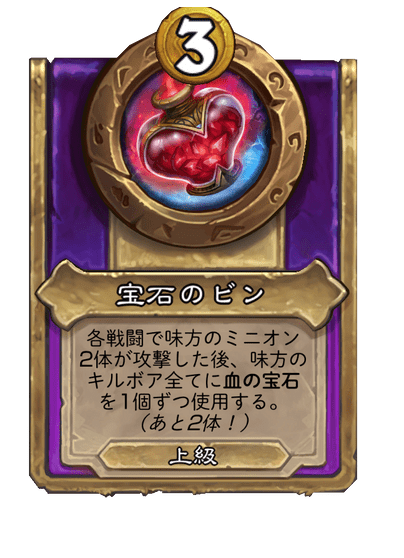 3
宝石のビン
各戦闘で味方のミニオン
2体が攻撃した後、味方の
キルボア全てに血の宝石
を1個ずつ使用する。
(あと2体！)
上級